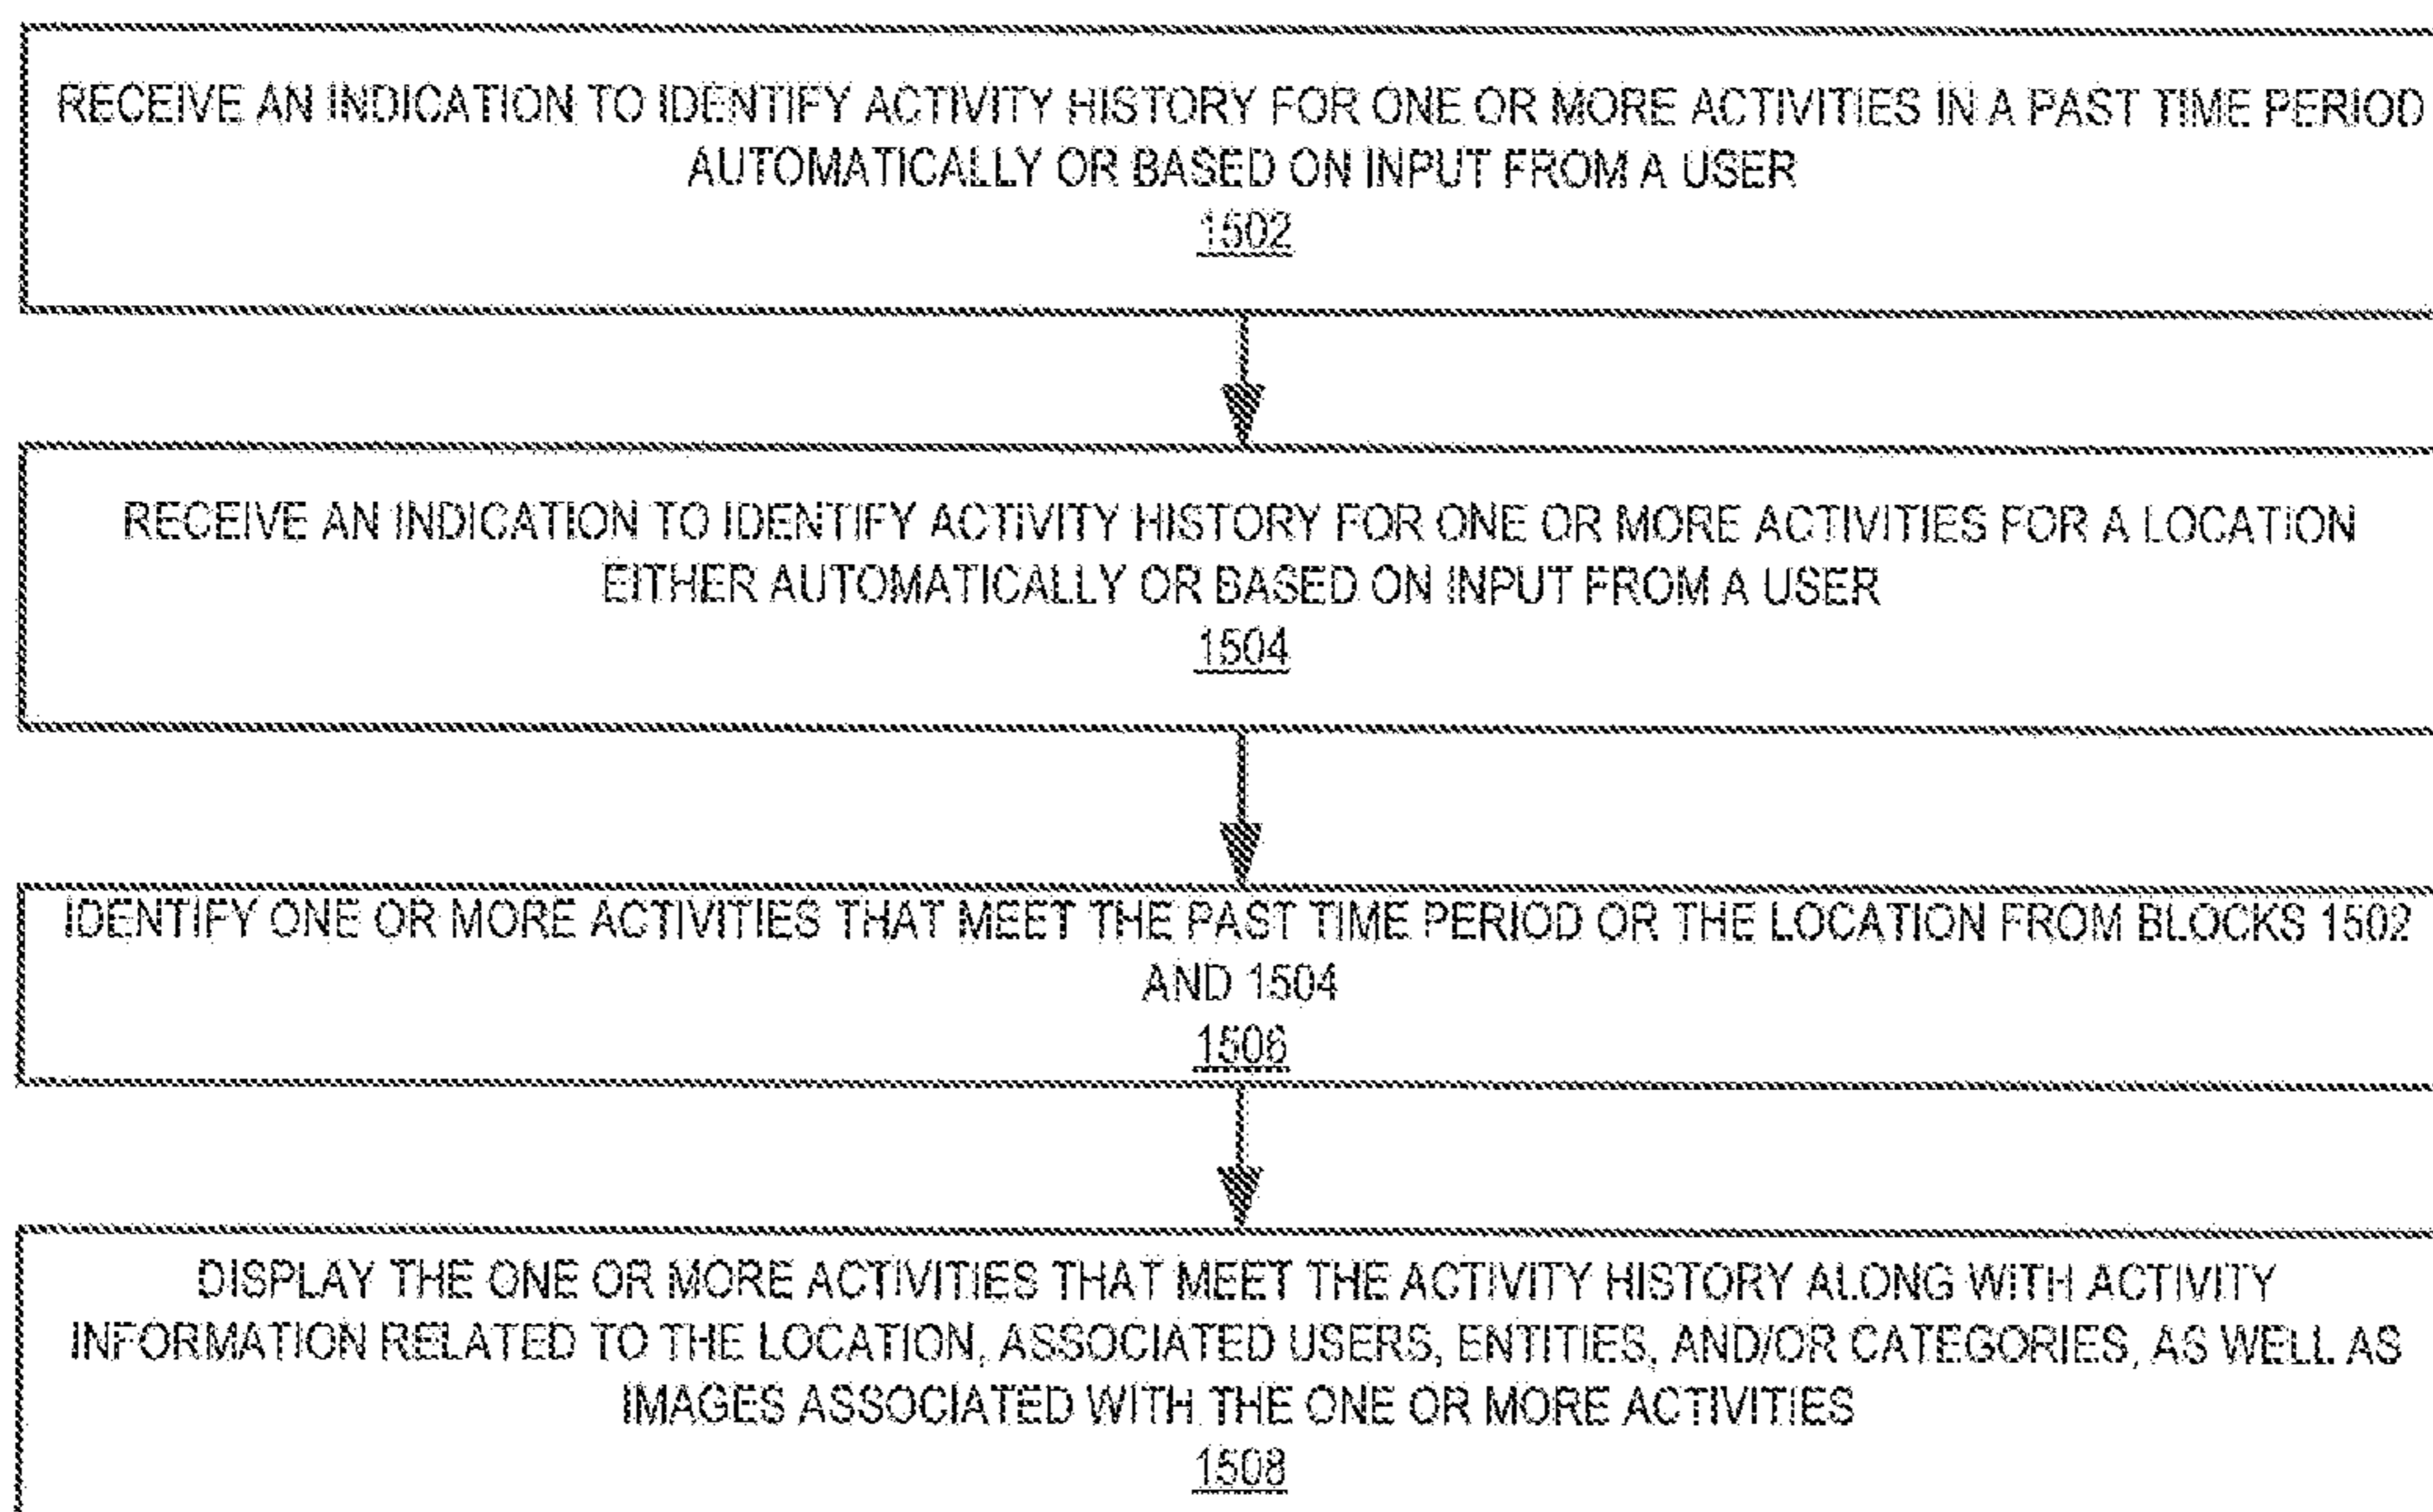 RECEIVE AN INDICATION TO IDENTIFY ACTIVITY HISTORY FOR ONE OR MORE ACTIVITIES IN A PAST TIME PERIOD
AUTOMATICALLY OR BASED ON INPUT FROM A USER
1502
RECEIVE AN INDICATION TO IDENTIFY ACTIVITY HISTORY FOR ONE OR MORE ACTIVITIES FOR A LOCATION
EITHER AUTOMATICALLY OR BASED ON INPUT FROM A USER
1504
IDENTIFY ONE OR MORE ACTIVITIES THAT MEET THE PAST TIME PERIOD OR THE LOCATION FROM BLOCKS 1502
AND 1504
1506
DISPLAY THE ONE OR MORE ACTIVITIES THAT MEET THE ACTIVITY HISTORY ALONG WITH ACTIVITY
INFORMATION RELATED TO THE LOCATION, ASSOCIATED USERS, ENTITIES, AND/OR CATEGORIES, AS WELL AS
IMAGES ASSOCIATED WITH THE ONE OR MORE ACTIVITIES
1508